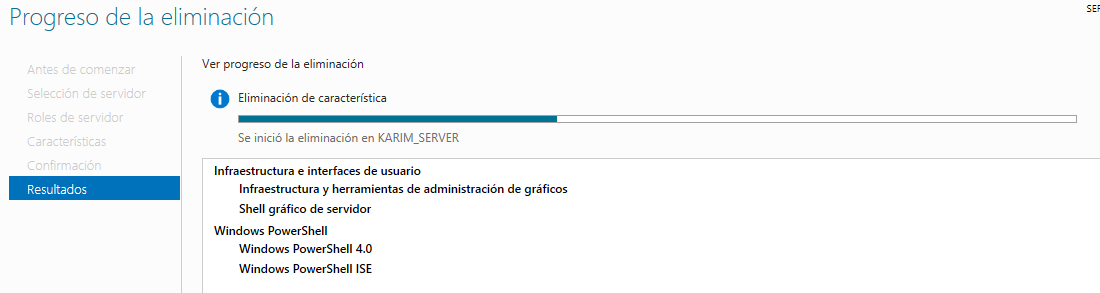 Progreso de la eliminación
Antes de comenzar
Selección de servidor
Roles de servidor
Características
Confirmación
Resultados
Ver progreso de la eliminación
Eliminación de característica
Se inició la eliminación en KARIM_SERVER
Infraestructura e interfaces de usuario
Infraestructura y herramientas de administración de gráficos
Shell gráfico de servidor
Windows PowerShell
Windows PowerShell 4.0
Windows PowerShell ISE